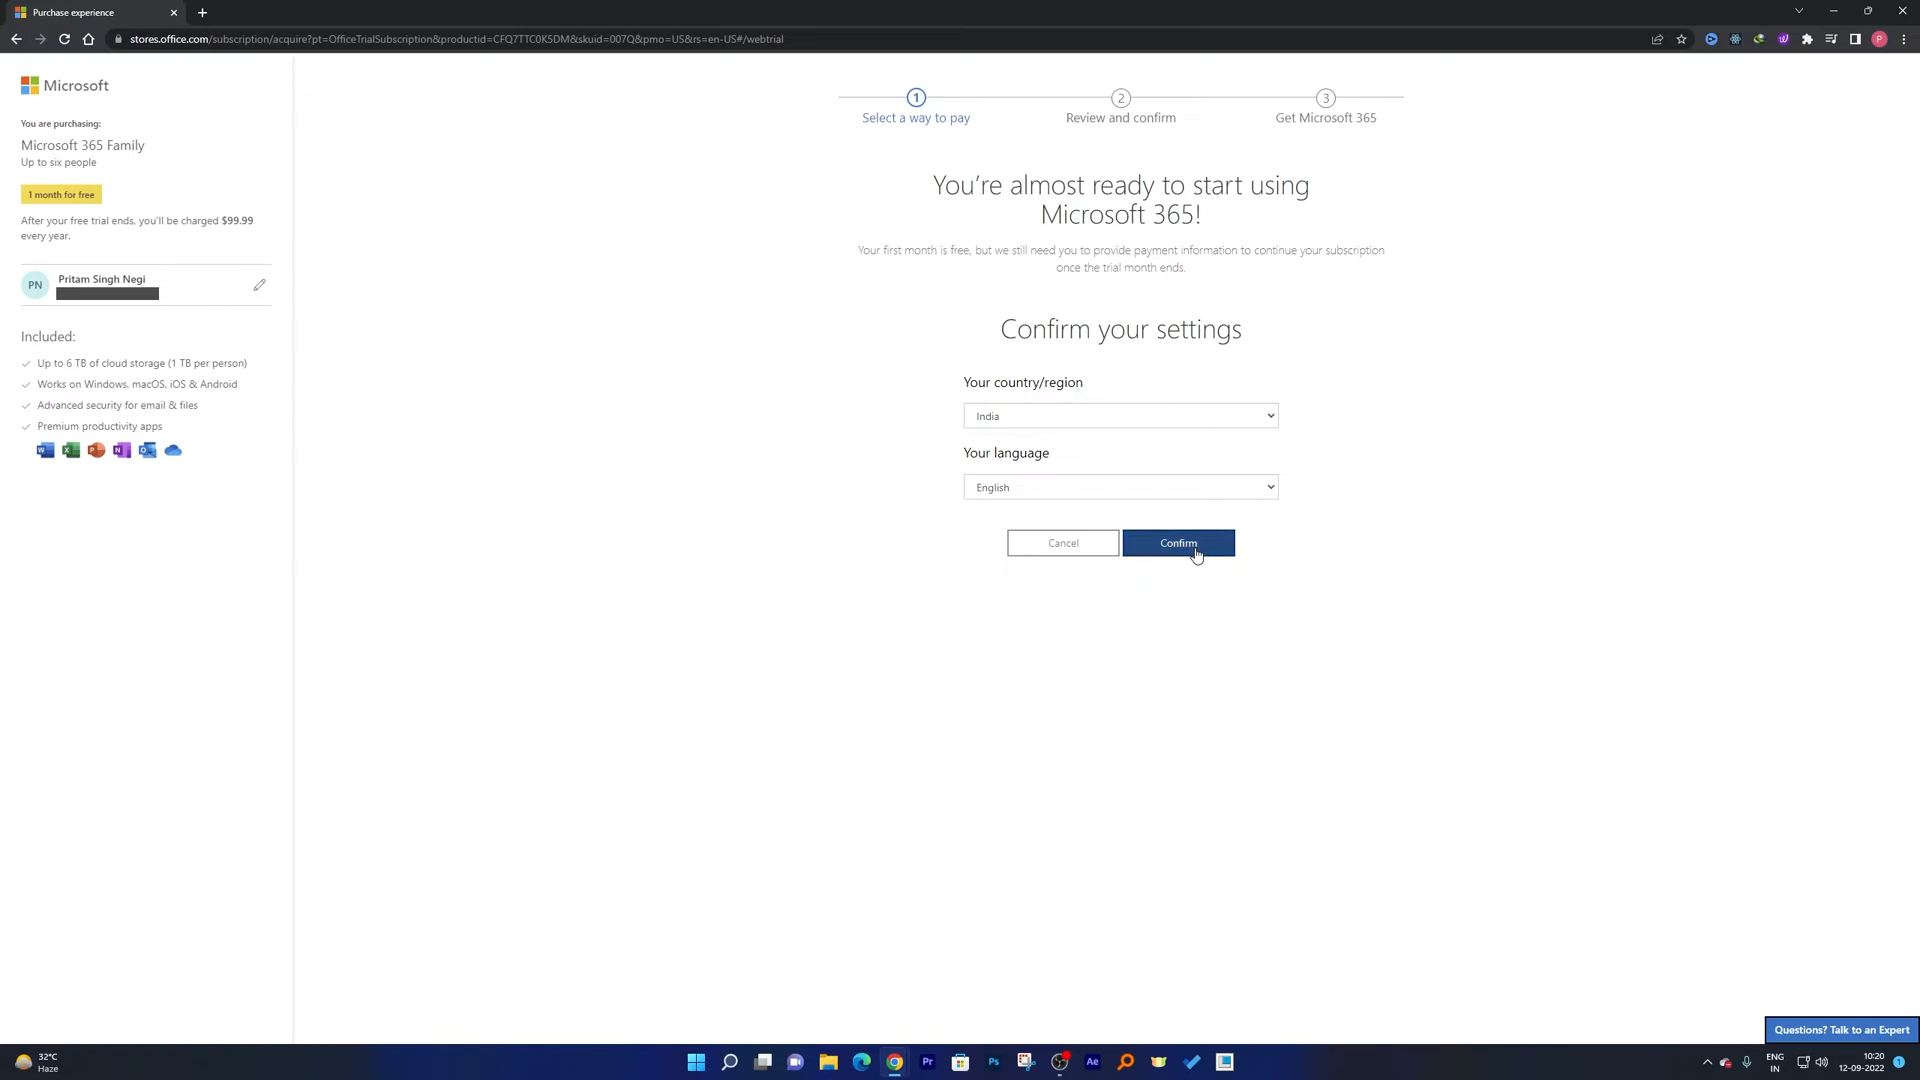 Purchase experience
stores.office.com/subscription/acquire?pt=OfficeTrialSubscription&productid=CFQ7TTC0K5DM&skuid=007Q&pmo=US&rs=en-US#/webtrial
P
Microsoft
You are purchasing:
Microsoft 365 Family
Up to six people
1 month for free
After your free trial ends, you'll be charged $99.99
every year.
PN
Pritam Singh Negi
Included:
Up to 6 TB of cloud storage (1 TB per person)
Works on Windows, macOS, iOS & Android
Advanced security for email & files
Premium productivity apps
1
Select a way to pay
2
Review and confirm
3
Get Microsoft 365
You're almost ready to start using
Microsoft 365!
Your first month is free, but we still need you to provide payment information to continue your subscription
once the trial month ends.
Confirm your settings
Your country/region
India
Your language
English
Cancel
Confirm
Questions? Talk to an Expert
32°C
Haze
Pr
Ps
Ae
ENG
IN
10:20
12-09-2022
1